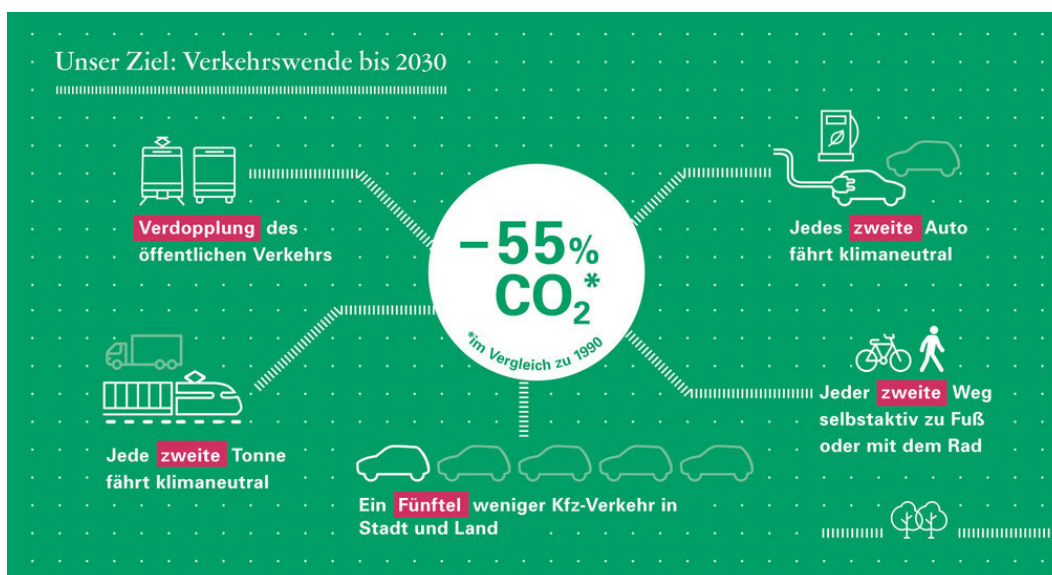 Unser Ziel: Verkehrswende bis 2030
Verdopplung des
öffentlichen Verkehrs
Jedes zweite Auto
fährt klimaneutral
–55%
CO₂*
*im Vergleich zu 1990
Jede zweite Tonne
fährt klimaneutral
Jeder zweite Weg
selbstaktiv zu Fuß
oder mit dem Rad
Ein Fünftel weniger Kfz-Verkehr in
Stadt und Land